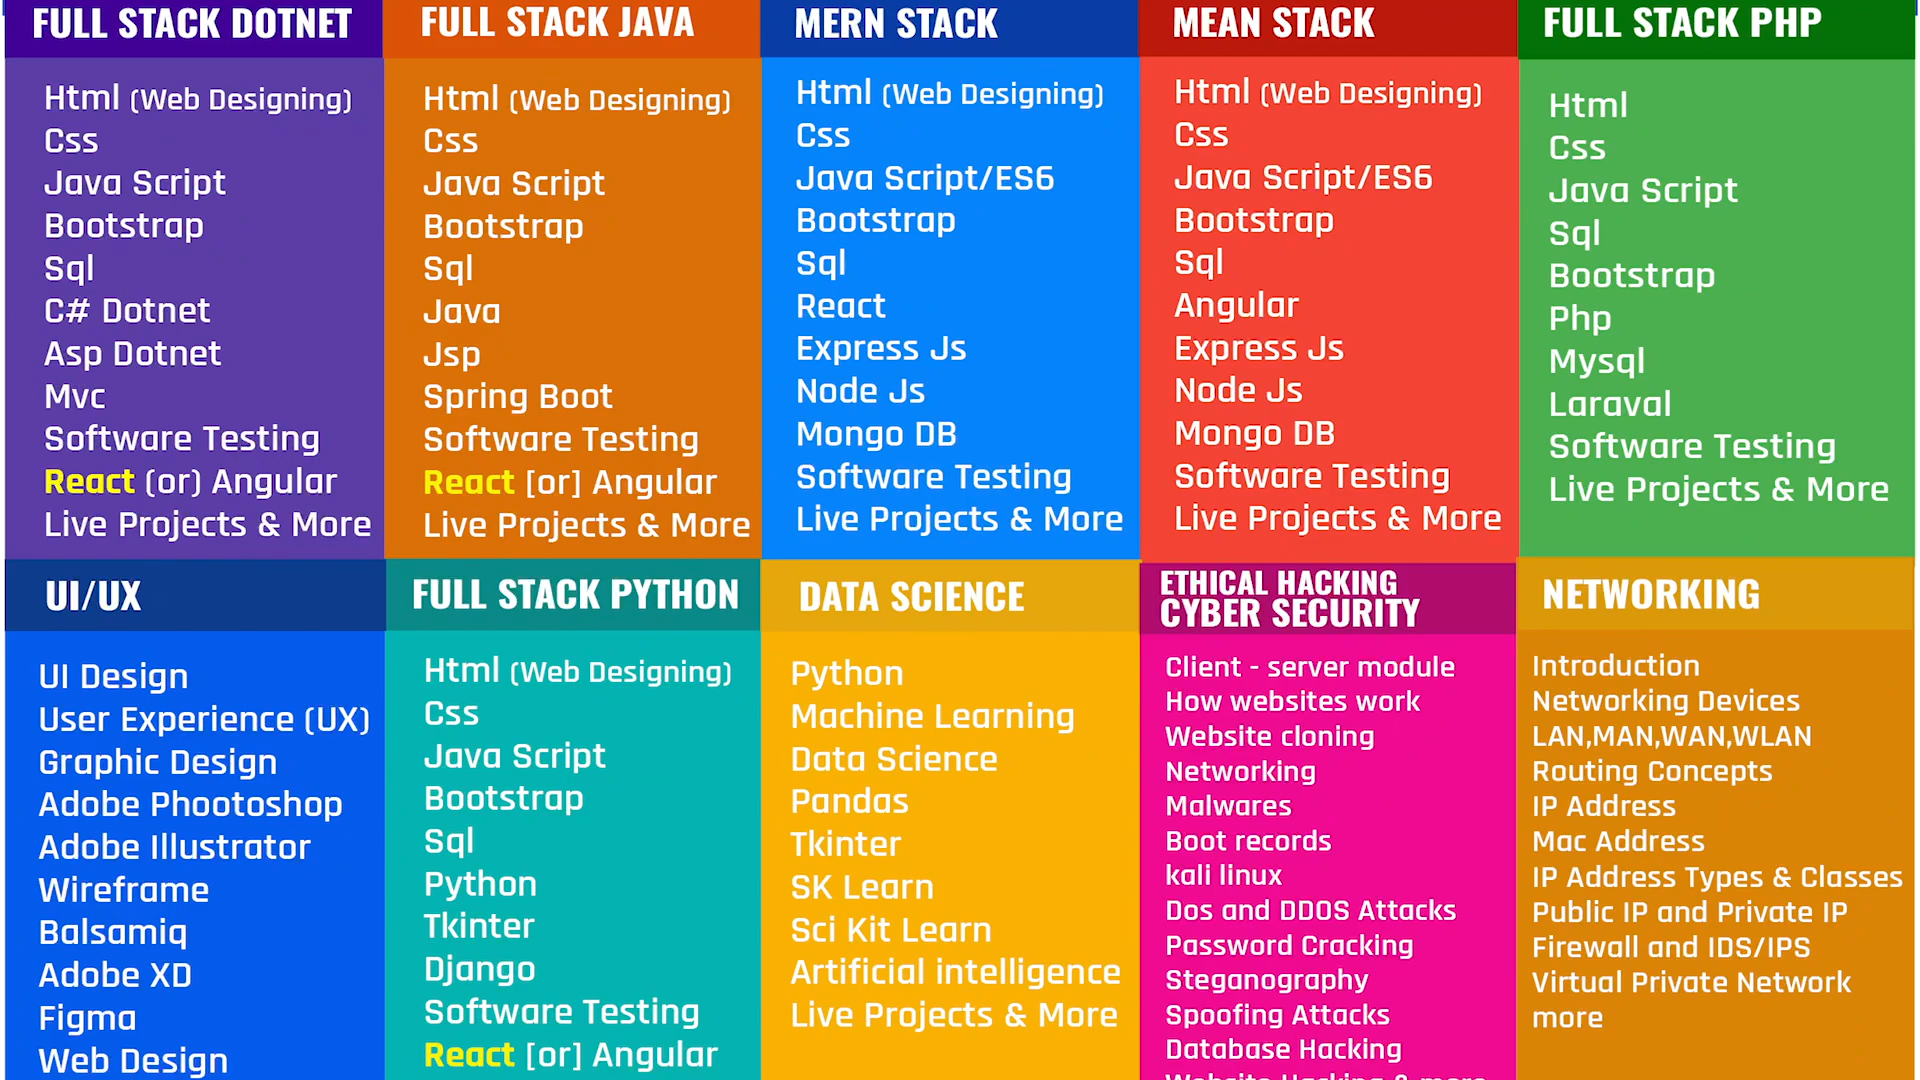 FULL STACK DOTNET
Html (Web Designing)
Css
Java Script
Bootstrap
Sql
C# Dotnet
Asp Dotnet
Mvc
Software Testing
React (or) Angular
Live Projects & More
FULL STACK JAVA
Html (Web Designing)
Css
Java Script
Bootstrap
Sql
Java
Jsp
Spring Boot
Software Testing
React [or] Angular
Live Projects & More
MERN STACK
Html (Web Designing)
Css
Java Script/ES6
Bootstrap
Sql
React
Express Js
Node Js
Mongo DB
Software Testing
Live Projects & More
MEAN STACK
Html (Web Designing)
Css
Java Script/ES6
Bootstrap
Sql
Angular
Express Js
Node Js
Mongo DB
Software Testing
Live Projects & More
FULL STACK PHP
Html
Css
Java Script
Sql
Bootstrap
Php
Mysql
Laraval
Software Testing
Live Projects & More
UI/UX
UI Design
User Experience (UX)
Graphic Design
Adobe Phootoshop
Adobe Illustrator
Wireframe
Balsamiq
Adobe XD
Figma
Web Design
FULL STACK PYTHON
Html (Web Designing)
Css
Java Script
Bootstrap
Sql
Python
Tkinter
Django
Software Testing
React [or] Angular
DATA SCIENCE
Python
Machine Learning
Data Science
Pandas
Tkinter
SK Learn
Sci Kit Learn
Artificial intelligence
Live Projects & More
ETHICAL HACKING
CYBER SECURITY
Client - server module
How websites work
Website cloning
Networking
Malwares
Boot records
kali linux
Dos and DDOS Attacks
Password Cracking
Steganography
Spoofing Attacks
Database Hacking
Website Hacking & more
NETWORKING
Introduction
Networking Devices
LAN,MAN,WAN,WLAN
Routing Concepts
IP Address
Mac Address
IP Address Types & Classes
Public IP and Private IP
Firewall and IDS/IPS
Virtual Private Network
more